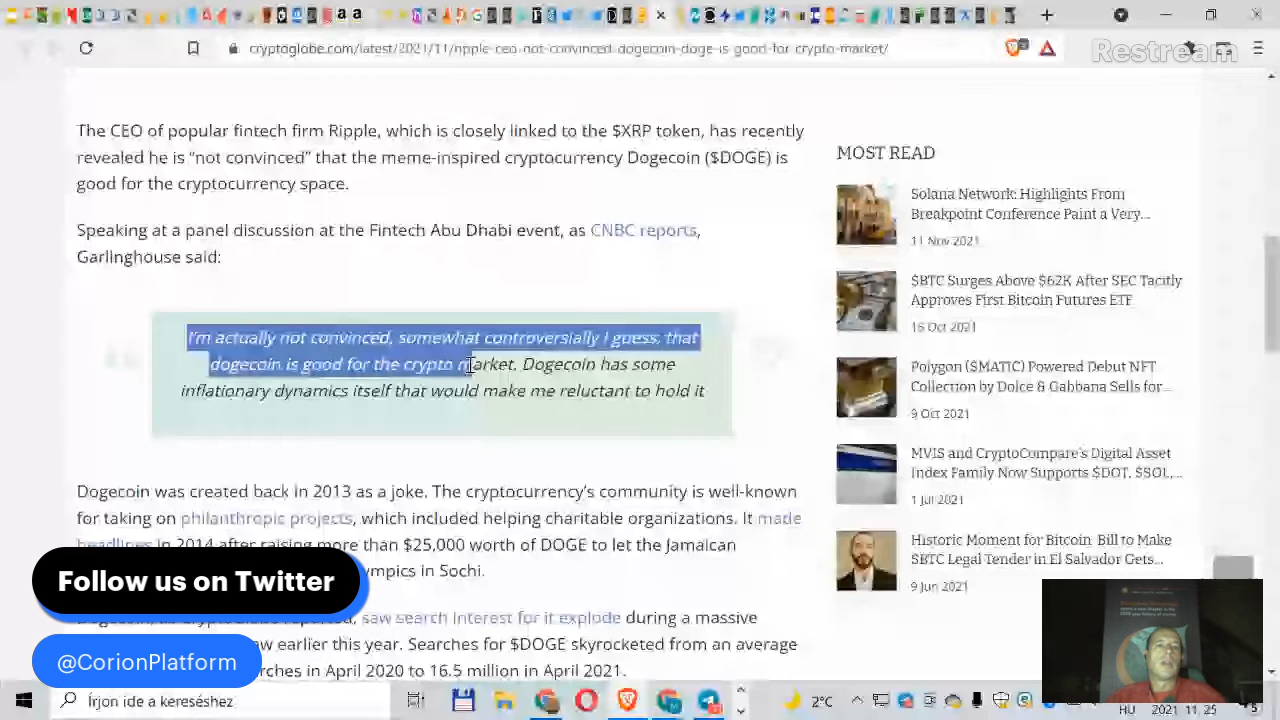 cryptoglobe.com/latest/2021/11/ripple-ceo-not-convinced-dogecoin-doge-is-good-for-crypto-market/
Restream
The CEO of popular fintech firm Ripple, which is closely linked to the $XRP token, has recently
revealed he is “not convinced” that the meme-inspired cryptocurrency Dogecoin ($DOGE) is
good for the cryptocurrency space.
Speaking at a panel discussion at the Fintech Abu Dhabi event, as CNBC reports,
Garlinghouse said:
I'm actually not convinced, somewhat controversially I guess, that
dogecoin is good for the crypto market. Dogecoin has some
inflationary dynamics itself that would make me reluctant to hold it
Dogecoin was created back in 2013 as a joke. The cryptocurrency’s community is well-known
for taking on philanthropic projects, which included helping charitable organizations. It made
headlines in 2014 after raising more than $25,000 worth of DOGE to let the Jamaican
ympics in Sochi.
saw search interest for it explode during a massive
w earlier this year. Searches for $DOGE skyrocketed from an average
rches in April 2020 to 16.5 million in April 2021.
MOST READ
Solana Network: Highlights From
Breakpoint Conference Paint a Very...
11 Nov 2021
$BTC Surges Above $62K After SEC Tacitly
Approves First Bitcoin Futures ETF
16 Oct 2021
Polygon ($MATIC) Powered Debut NFT
Collection by Dolce & Gabbana Sells for...
9 Oct 2021
MVIS and CryptoCompare’s Digital Asset
Index Family Now Supports $DOT, $SOL,...
1 Jul 2021
Historic Moment for Bitcoin: Bill to Make
$BTC Legal Tender in El Salvador Gets...
9 Jun 2021
Follow us on Twitter
@CorionPlatform
Írjon ide a kereséshez
2°C
HU
2021
11:25